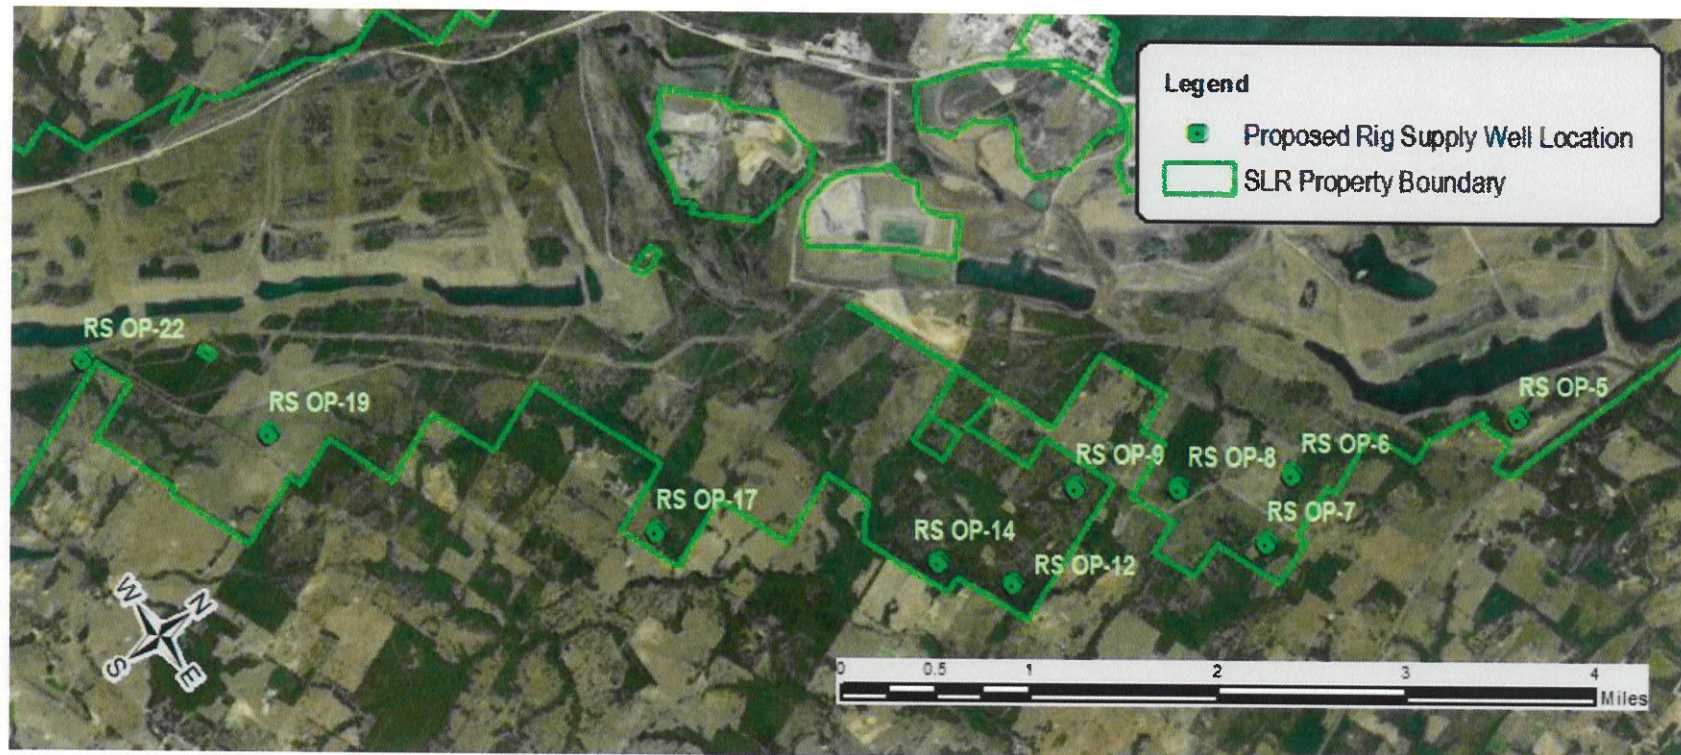 Legend
Proposed Rig Supply Well Location
SLR Property Boundary
RS OP-22
RS OP-19
RS OP-5
RS OP-9
RS OP-8
RS OP-6
RS OP-17
RS OP-14
RS OP-7
RS OP-12
W
N
S
E
0 0.5 1 2 3 4
Miles